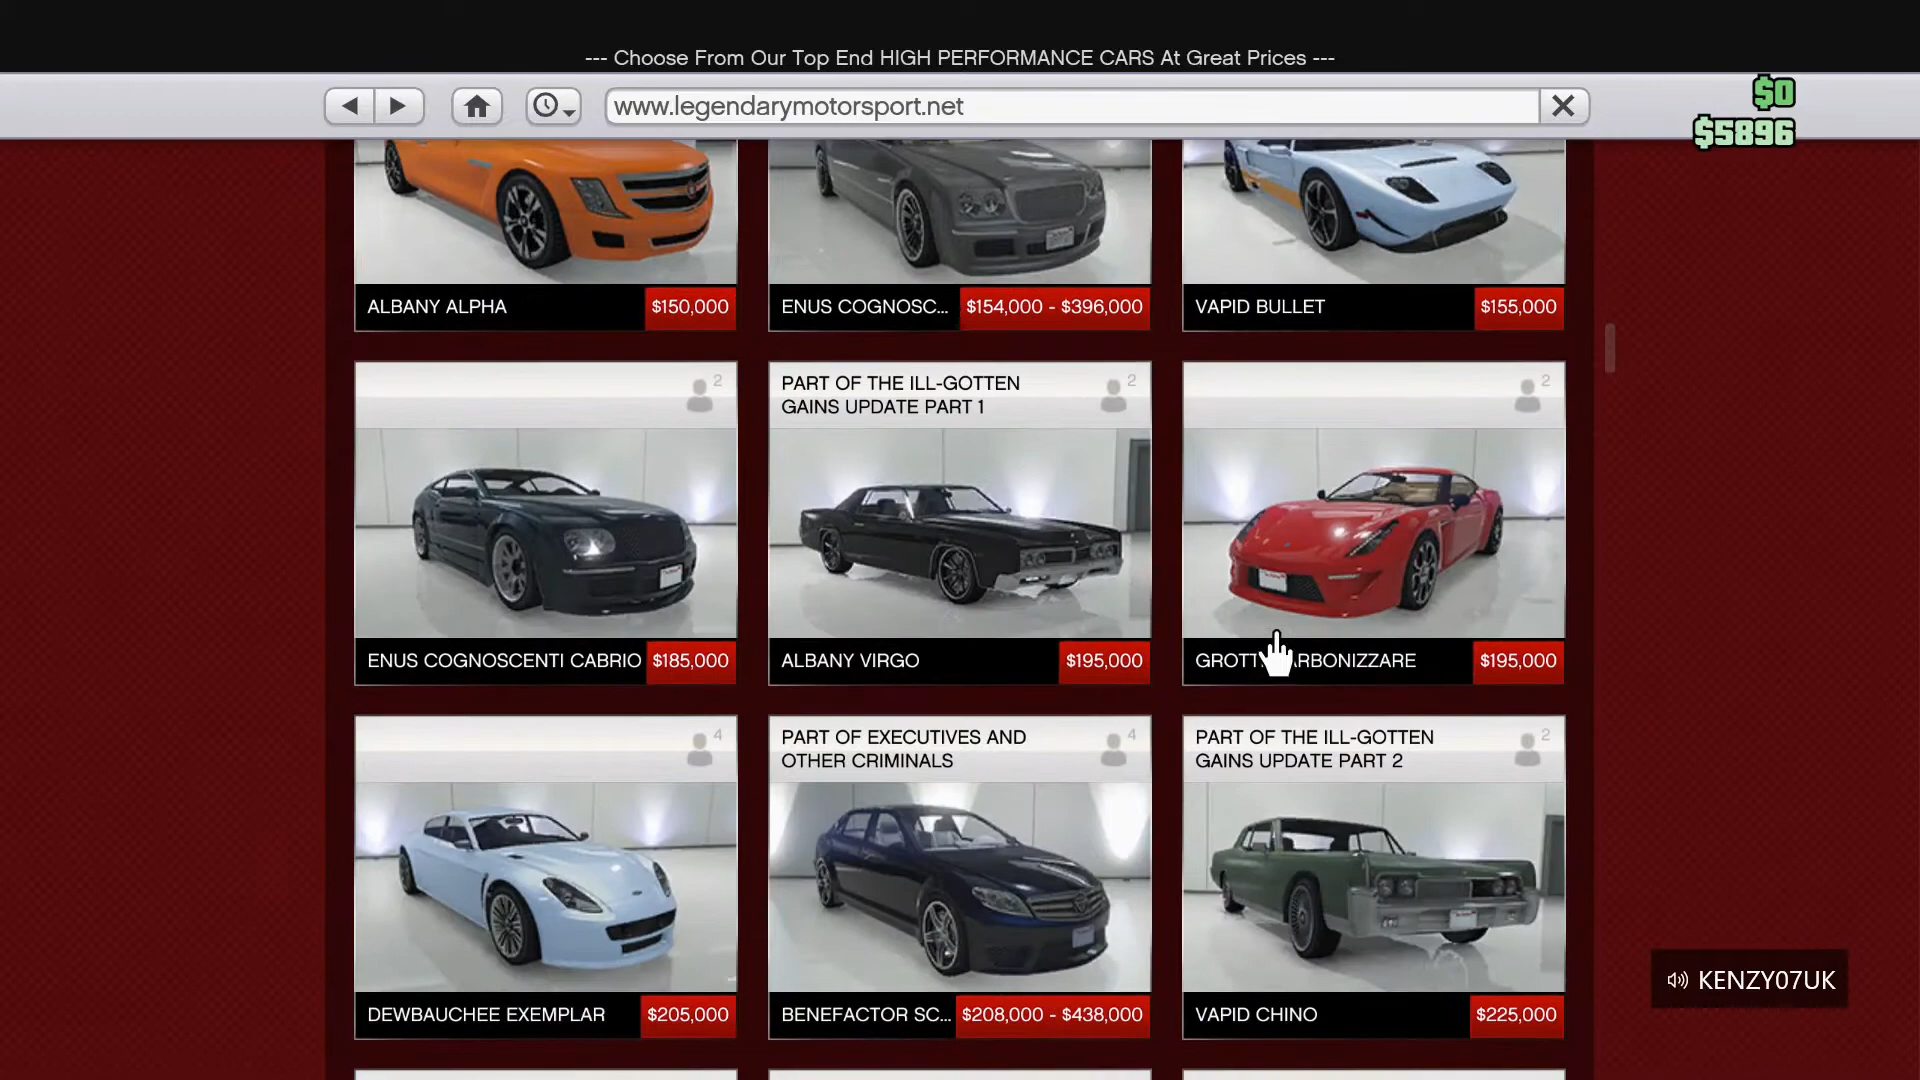 --- Choose From Our Top End HIGH PERFORMANCE CARS At Great Prices ---
www.legendarymotorsport.net
$0
$5896
ALBANY ALPHA $150,000
ENUS COGNOSC... $154,000 - $396,000
VAPID BULLET $155,000
2
PART OF THE ILL-GOTTEN
GAINS UPDATE PART 1
2
2
ENUS COGNOSCENTI CABRIO $185,000
ALBANY VIRGO $195,000
$195,000
4
PART OF EXECUTIVES AND
OTHER CRIMINALS
4
PART OF THE ILL-GOTTEN
GAINS UPDATE PART 2
2
DEWBAUCHEE EXEMPLAR $205,000
BENEFACTOR SC... $208,000 - $438,000
VAPID CHINO $225,000
KENZY07UK